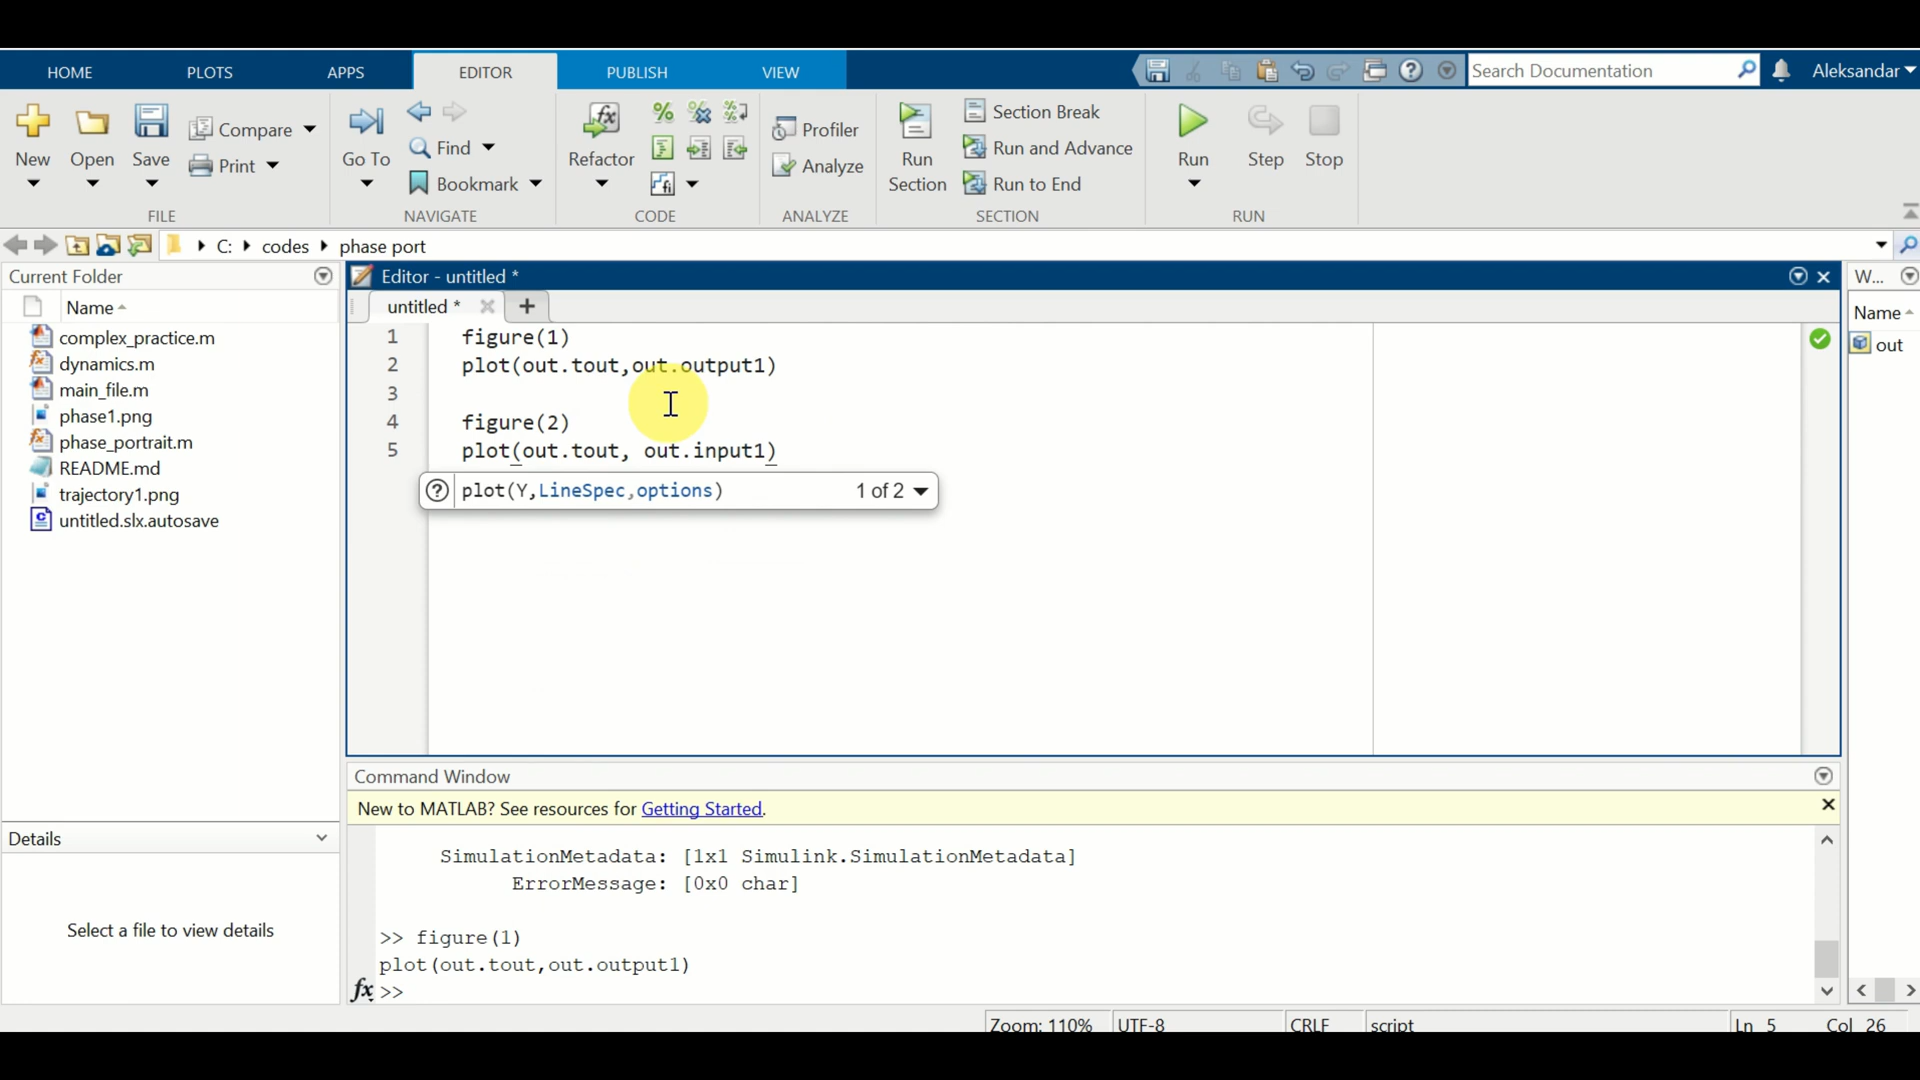 HOME PLOTS APPS EDITOR PUBLISH VIEW Search Documentation Aleksandar
New Open Save Compare Print Go To Find Bookmark Refactor Profiler Analyze Run Section Section Break Run and Advance Run to End Run Step Stop
FILE NAVIGATE CODE ANALYZE SECTION RUN
C: codes phase port
Current Folder
Name
complex_practice.m
dynamics.m
main_file.m
phase1.png
phase_portrait.m
README.md
trajectory1.png
untitled.slx.autosave
Details
Select a file to view details
Editor - untitled *
untitled * +
1 figure(1)
2 plot(out.tout,out.output1)
3
4 figure(2)
5 plot(out.tout, out.input1)
plot(Y,LineSpec,options) 1 of 2
W...
Name
out
Command Window
New to MATLAB? See resources for Getting Started.
SimulationMetadata: [1x1 Simulink.SimulationMetadata]
ErrorMessage: [0x0 char]
>> figure(1)
plot(out.tout,out.output1)
fx >>
Zoom: 110% UTF-8 CRLF script Ln 5 Col 26